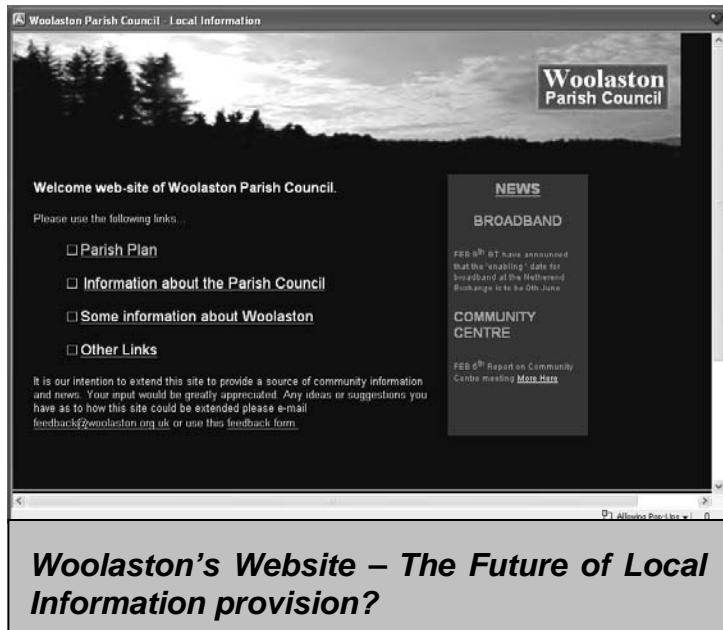 Woolaston Parish Council - Local Information
Woolaston
Parish Council
Welcome web-site of Woolaston Parish Council.
Please use the following links...
Parish Plan
Information about the Parish Council
Some information about Woolaston
Other Links
It is our intention to extend this site to provide a source of community information
and news. Your input would be greatly appreciated. Any ideas or suggestions you
have as to how this site could be extended please e-mail
feedback@woolaston.org.uk or use this feedback form.
NEWS
BROADBAND
FEB 9th BT have announced
that the 'enabling' date for
broadband at the Netherend
Exchange is to be 0th June
COMMUNITY
CENTRE
FEB 6th Report on Community
Centre meeting More Here
Allowing Pop-Ups 0
Woolaston's Website – The Future of Local
Information provision?